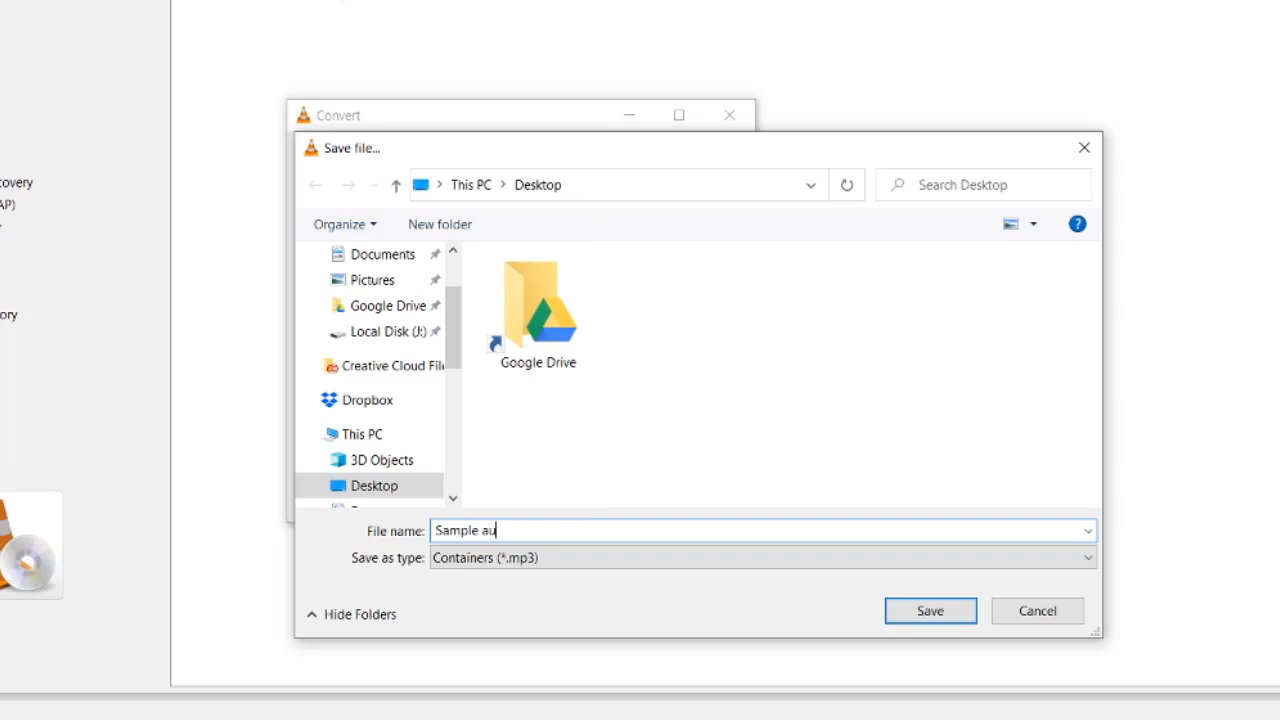 Convert
Save file...
This PC
Desktop
Search Desktop
Organize
New folder
covery
AP)
ory
Documents
Pictures
Google Drive
Local Disk (J:)
Creative Cloud Fil
Dropbox
This PC
3D Objects
Desktop
Google Drive
File name: Sample au
Save as type: Containers (*.mp3)
Hide Folders
Save
Cancel